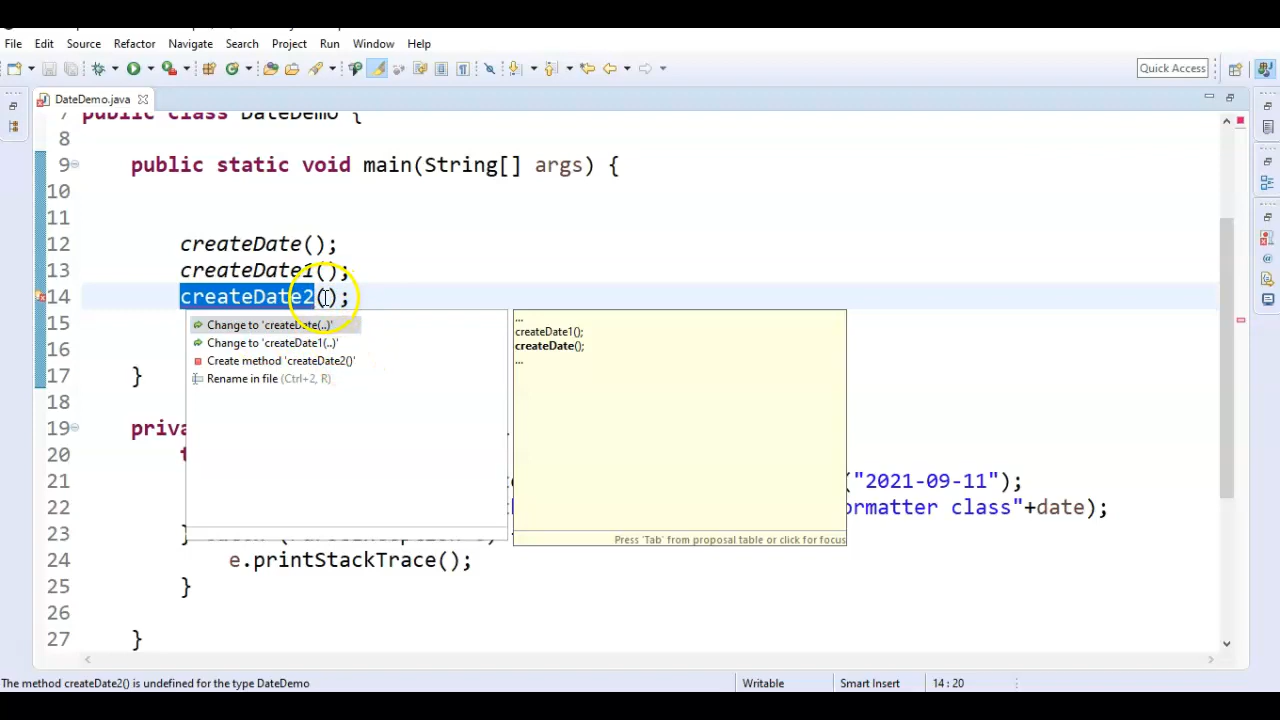 File Edit Source Refactor Navigate Search Project Run Window Help
Quick Access
DateDemo.java
7 public class DateDemo {
8
9 public static void main(String[] args) {
10
11
12 createDate();
13 createDate1();
14 createDate2();
15
16
17 }
18
19
20
21 ("2021-09-11");
22 class"+date);
23
24 e.printStackTrace();
25 }
26
27 }
Change to 'createDate(..)'
Change to 'createDate1(..)'
Create method 'createDate2()'
Rename in file (Ctrl+2, R)
...
createDate1();
createDate();
...
Press 'Tab' from proposal table or click for focus
The method createDate2() is undefined for the type DateDemo
Writable Smart Insert 14 : 20